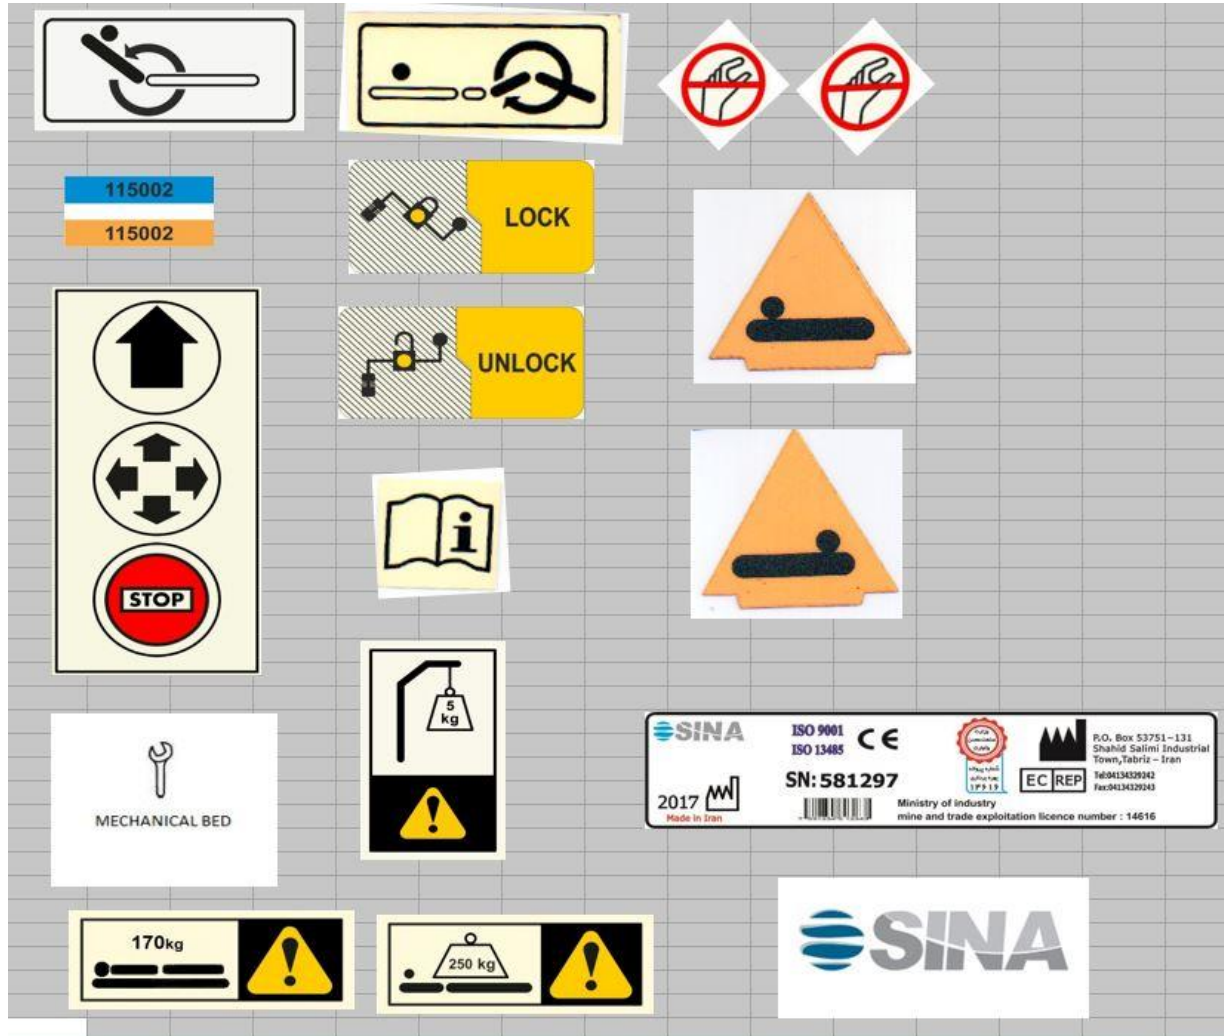 115002
115002
LOCK
UNLOCK
i
STOP
5
kg
MECHANICAL BED
170kg
250 kg
SINA
ISO 9001
ISO 13485
CE
SN: 581297
2017
Made in Iran
P.O. Box 53751-131
Shahid Salimi Industrial
Town,Tabriz - Iran
EC REP
Tel:04134329242
Fax:04134329243
Ministry of industry
mine and trade exploitation licence number : 14616
SINA